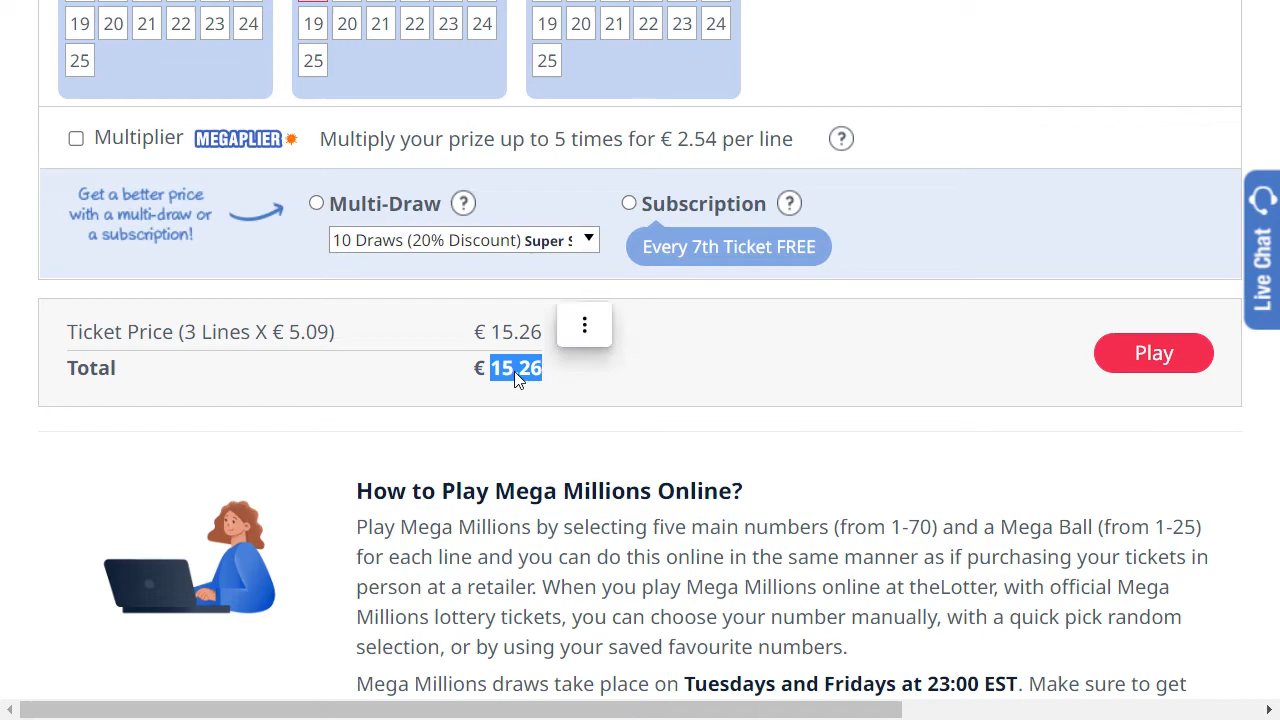 19 20 21 22 23 24 19 20 21 22 23 24 19 20 21 22 23 24
25 25 25
Multiplier MEGAPLIER Multiply your prize up to 5 times for € 2.54 per line ?
Get a better price
with a multi-draw or
a subscription!
Multi-Draw ? Subscription ?
10 Draws (20% Discount) Super
Every 7th Ticket FREE
Live Chat
Ticket Price (3 Lines X € 5.09) € 15.26
Total € 15.26
Play
How to Play Mega Millions Online?
Play Mega Millions by selecting five main numbers (from 1-70) and a Mega Ball (from 1-25)
for each line and you can do this online in the same manner as if purchasing your tickets in
person at a retailer. When you play Mega Millions online at theLotter, with official Mega
Millions lottery tickets, you can choose your number manually, with a quick pick random
selection, or by using your saved favourite numbers.
Mega Millions draws take place on Tuesdays and Fridays at 23:00 EST. Make sure to get